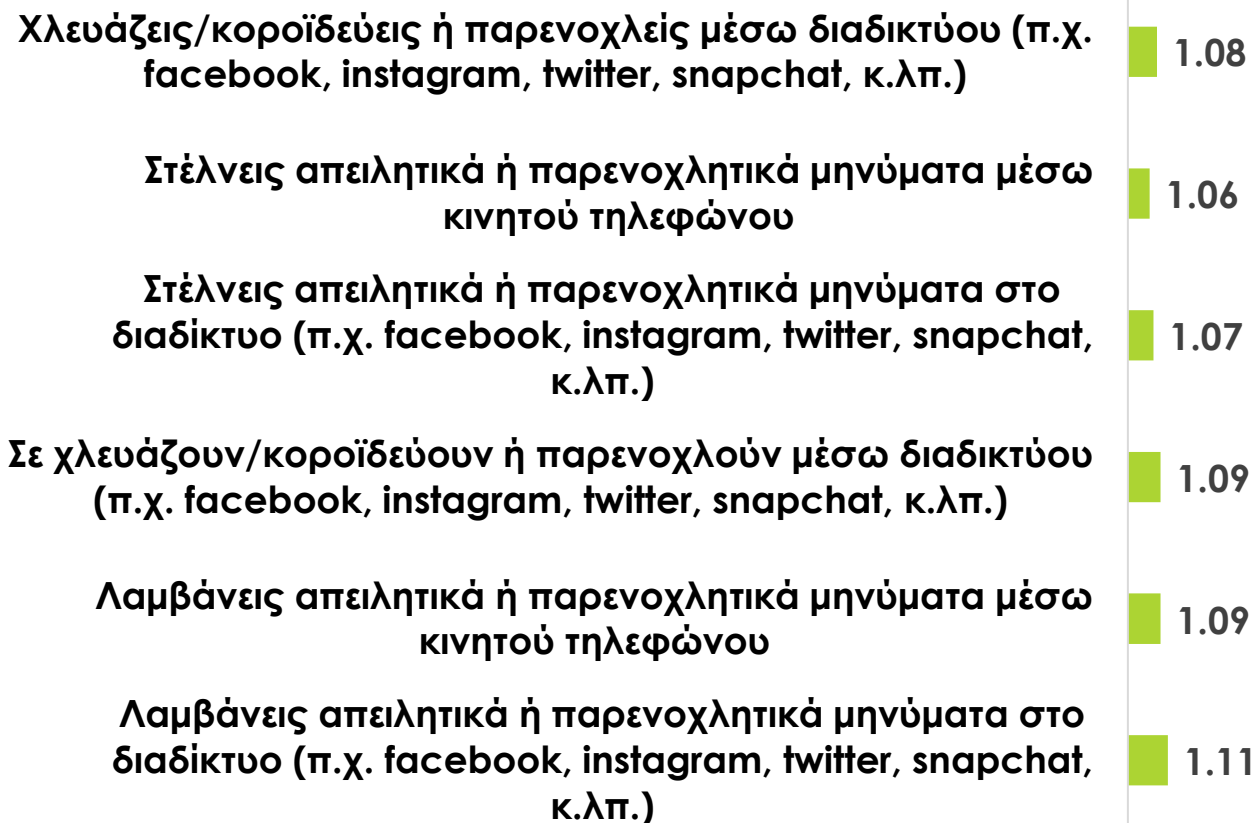 Χλευάζεις/κοροϊδεύεις ή παρενοχλείς μέσω διαδικτύου (π.χ.
facebook, instagram, twitter, snapchat, κ.λπ.)
1.08
Στέλνεις απειλητικά ή παρενοχλητικά μηνύματα μέσω
κινητού τηλεφώνου
1.06
Στέλνεις απειλητικά ή παρενοχλητικά μηνύματα στο
διαδίκτυο (π.χ. facebook, instagram, twitter, snapchat,
κ.λπ.)
1.07
Σε χλευάζουν/κοροϊδεύουν ή παρενοχλούν μέσω διαδικτύου
(π.χ. facebook, instagram, twitter, snapchat, κ.λπ.)
1.09
Λαμβάνεις απειλητικά ή παρενοχλητικά μηνύματα μέσω
κινητού τηλεφώνου
1.09
Λαμβάνεις απειλητικά ή παρενοχλητικά μηνύματα στο
διαδίκτυο (π.χ. facebook, instagram, twitter, snapchat,
κ.λπ.)
1.11